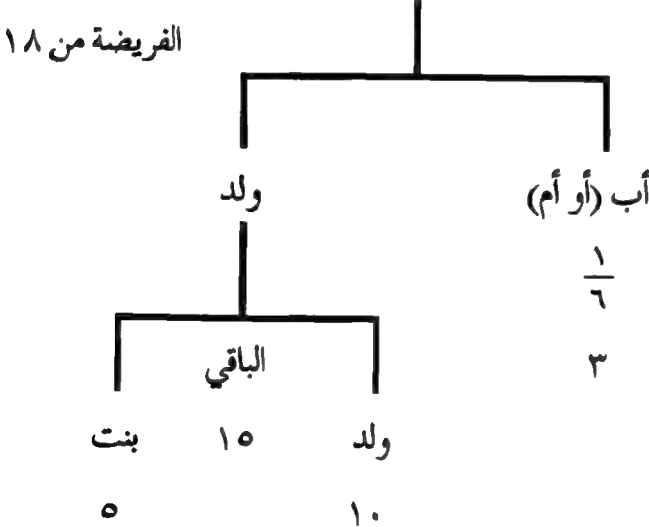 الفريضة من ١٨
أب (أو أم) ولد
١
٦
الباقي
٣
ولد ١٥ بنت
١٠ ٥